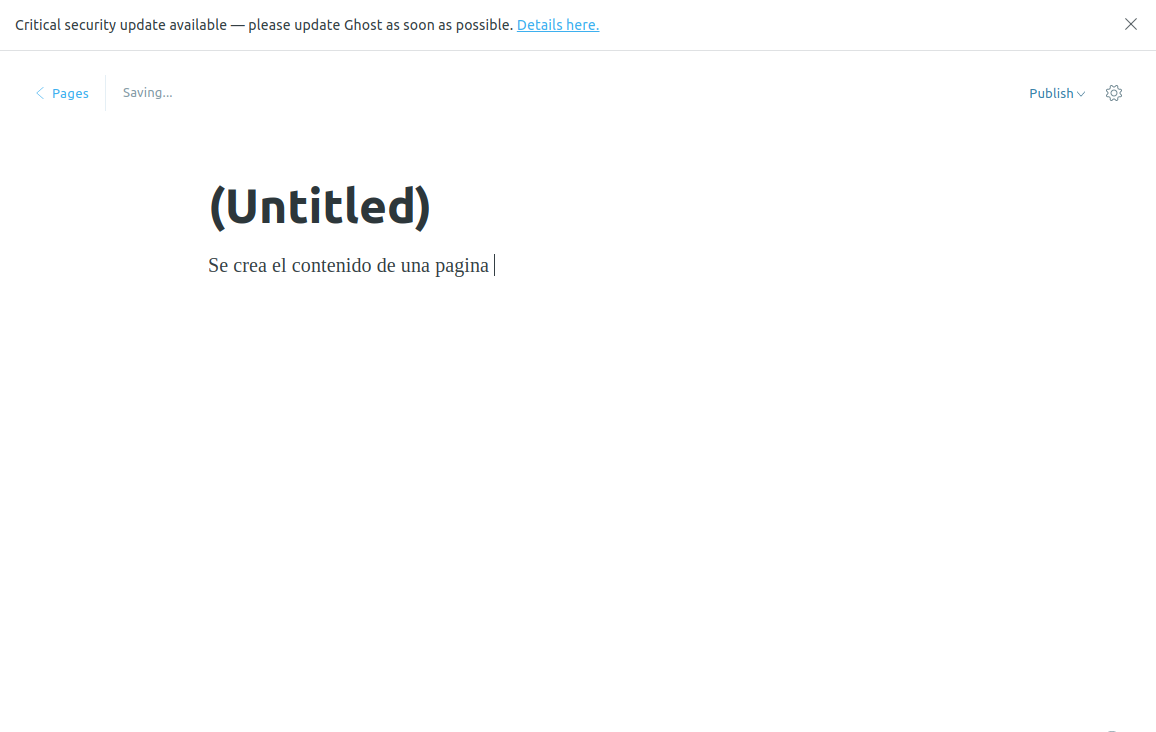 Critical security update available — please update Ghost as soon as possible. Details here.
Pages
Saving...
Publish
(Untitled)
Se crea el contenido de una pagina